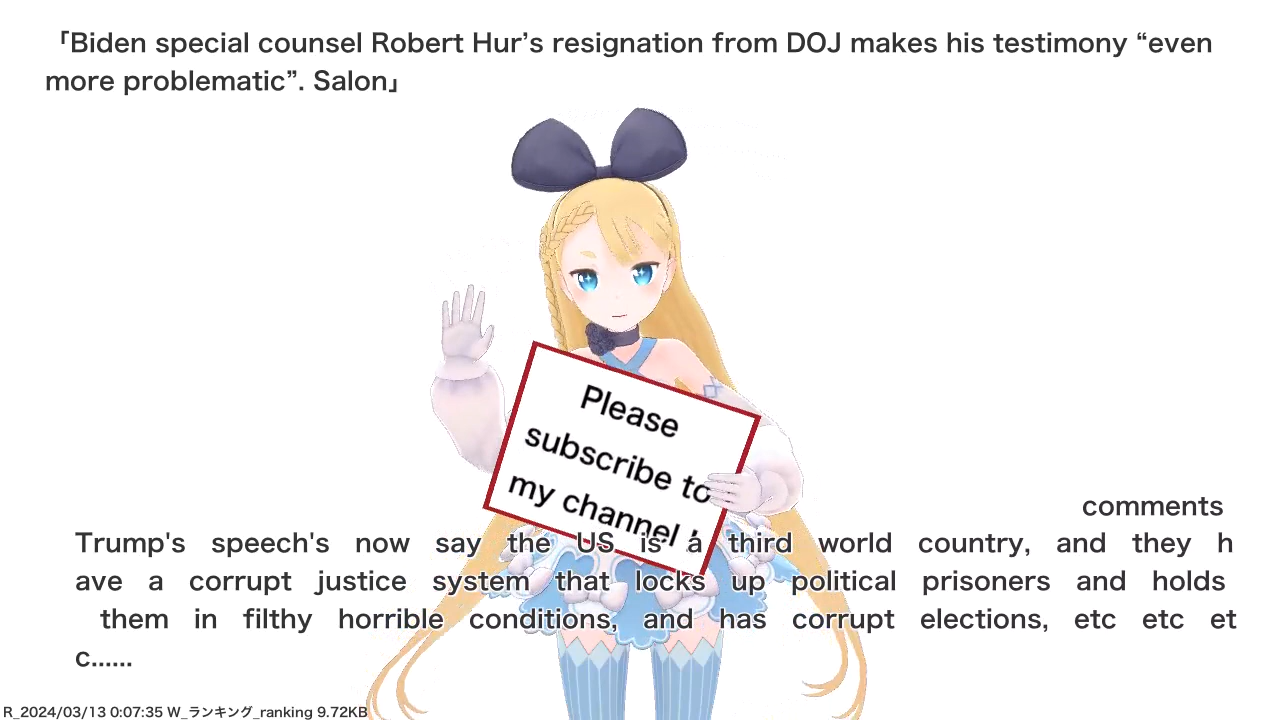 「Biden special counsel Robert Hur’s resignation from DOJ makes his testimony “even
more problematic”. Salon」
Please
subscribe to
my channel !
comments
Trump's speech's now say the US is a third world country, and they h
ave a corrupt justice system that locks up political prisoners and holds
them in filthy horrible conditions, and has corrupt elections, etc etc et
c......
R_2024/03/13 0:07:35 W_ランキング_ranking 9.72KB